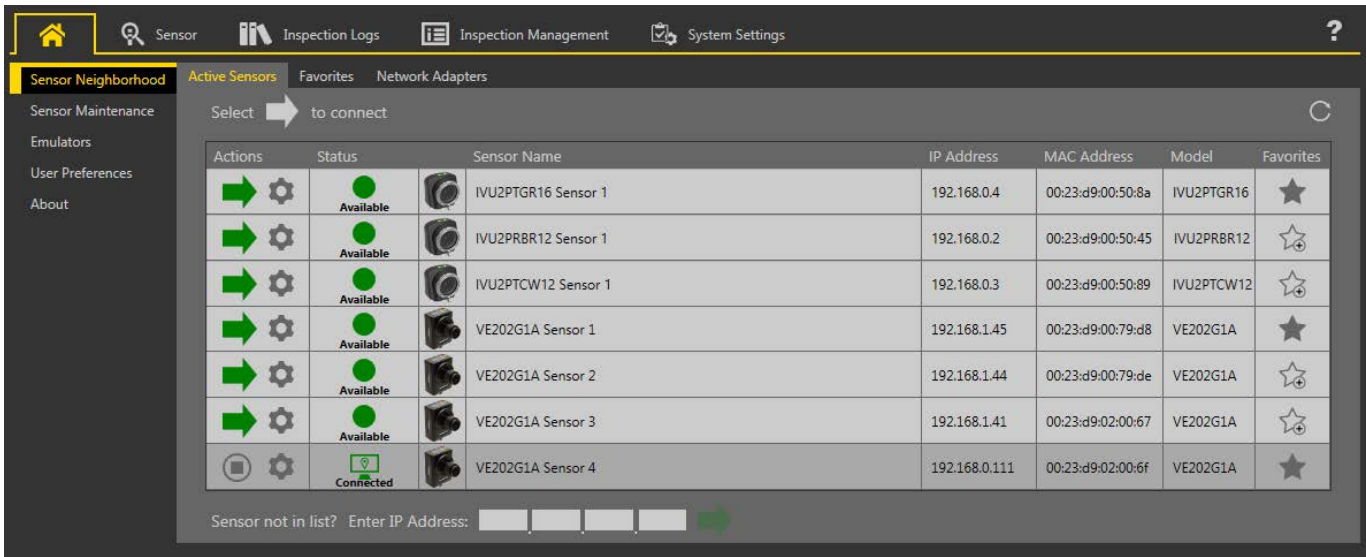 Sensor Inspection Logs Inspection Management System Settings ?
Sensor Neighborhood
Sensor Maintenance
Emulators
User Preferences
About
Active Sensors Favorites Network Adapters
Select to connect
Actions Status Sensor Name IP Address MAC Address Model Favorites
Available IVU2PTGR16 Sensor 1 192.168.0.4 00:23:d9:00:50:8a IVU2PTGR16
Available IVU2PRBR12 Sensor 1 192.168.0.2 00:23:d9:00:50:45 IVU2PRBR12
Available IVU2PTCW12 Sensor 1 192.168.0.3 00:23:d9:00:50:89 IVU2PTCW12
Available VE202G1A Sensor 1 192.168.1.45 00:23:d9:00:79:d8 VE202G1A
Available VE202G1A Sensor 2 192.168.1.44 00:23:d9:00:79:de VE202G1A
Available VE202G1A Sensor 3 192.168.1.41 00:23:d9:02:00:67 VE202G1A
Connected VE202G1A Sensor 4 192.168.0.111 00:23:d9:02:00:6f VE202G1A
Sensor not in list? Enter IP Address: . . .